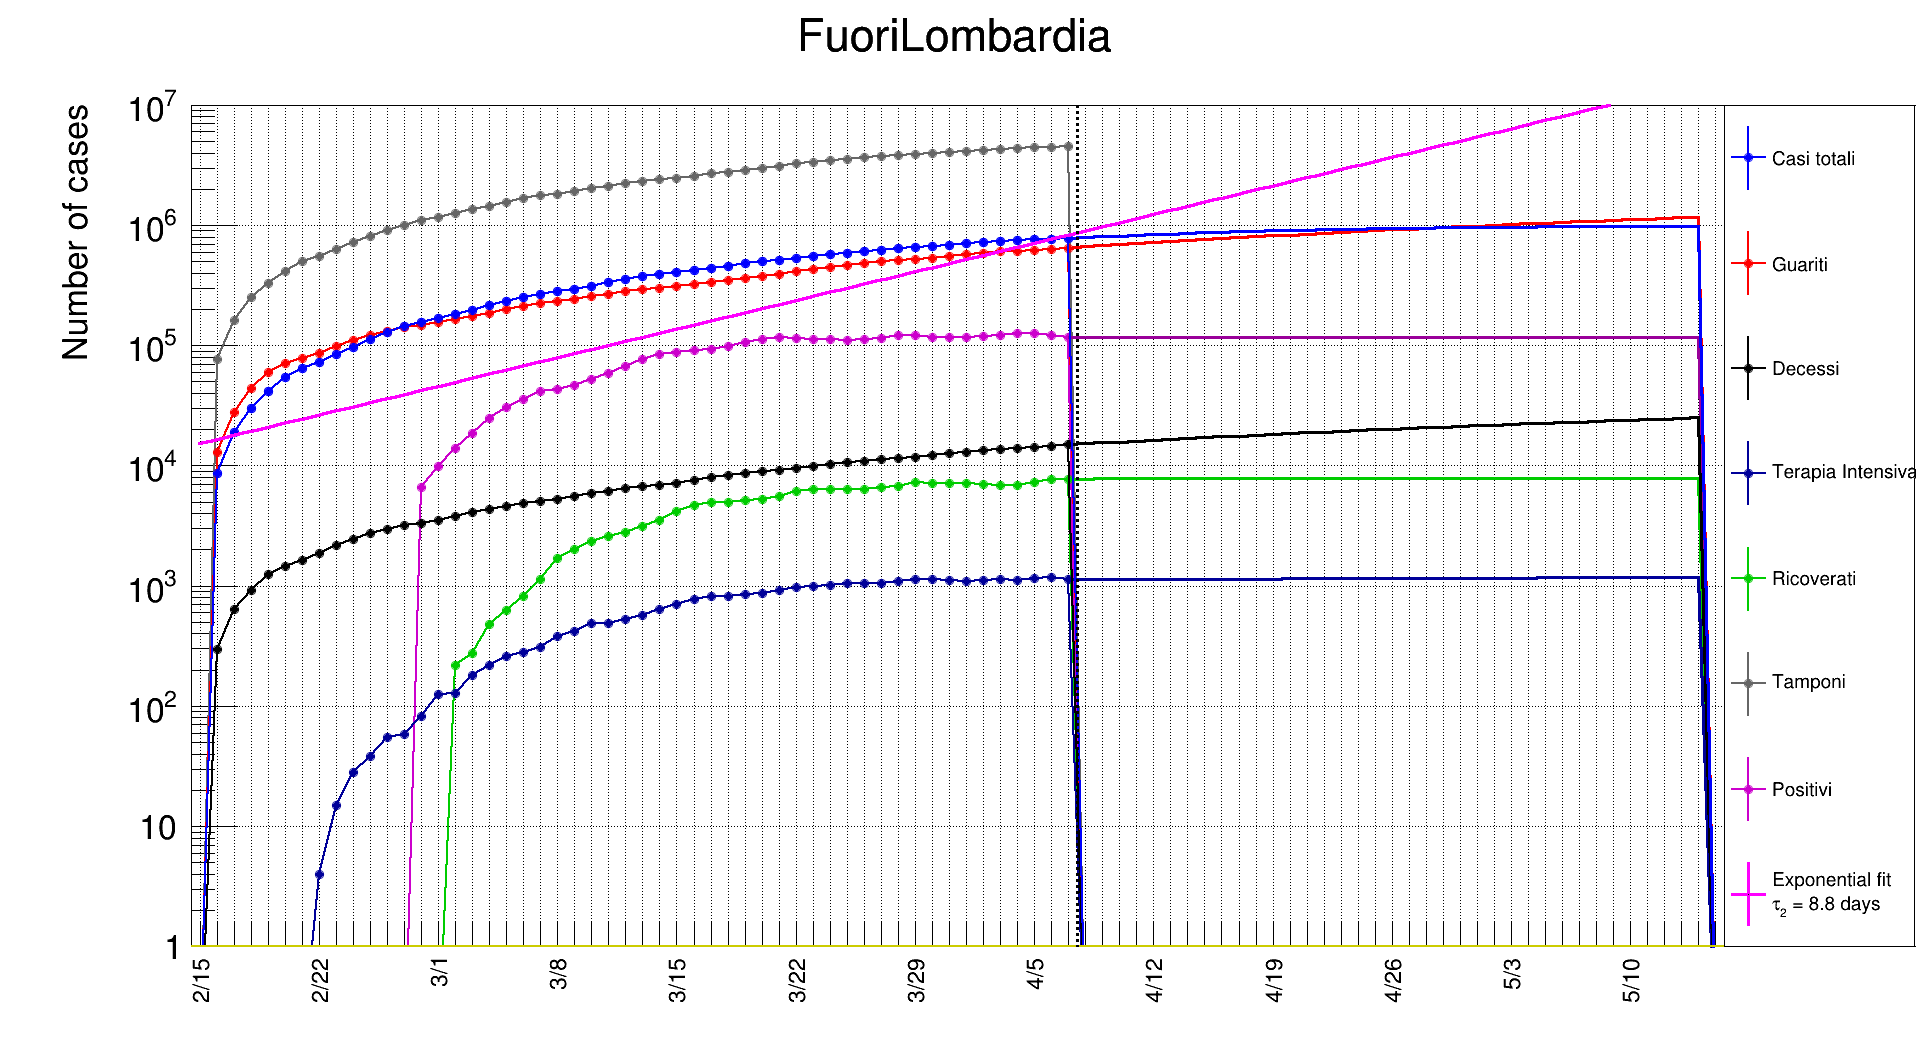 FuoriLombardia
Number of cases
10^7
10^6
10^5
10^4
10^3
10^2
10
1
2/15
2/22
3/1
3/8
3/15
3/22
3/29
4/5
4/12
4/19
4/26
5/3
5/10
Casi totali
Guariti
Decessi
Terapia Intensiva
Ricoverati
Tamponi
Positivi
Exponential fit
τ_2 = 8.8 days